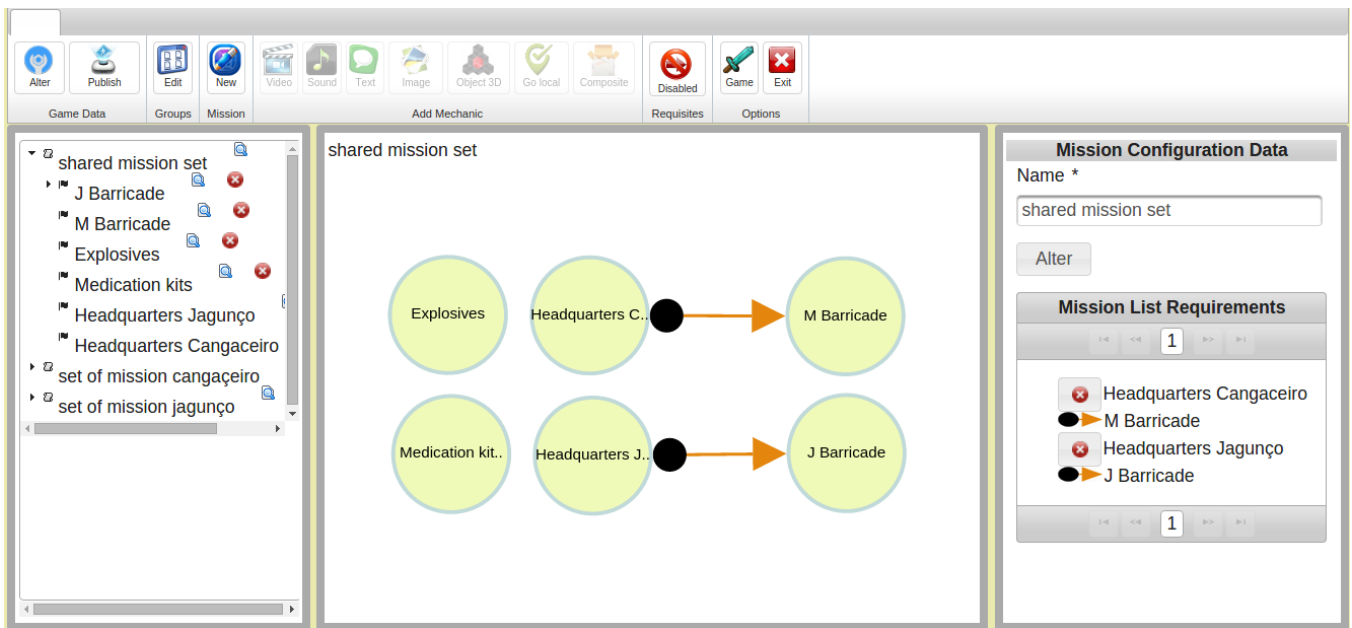 Alter Publish Edit New Video Sound Text Image Object 3D Go local Composite Disabled Game Exit
Game Data Groups Mission Add Mechanic Requisites Options
shared mission set
J Barricade
M Barricade
Explosives
Medication kits
Headquarters Jagunço
Headquarters Cangaceiro
set of mission cangaçeiro
set of mission jagunço
shared mission set
Explosives Headquarters C.. M Barricade
Medication kit.. Headquarters J.. J Barricade
Mission Configuration Data
Name *
shared mission set
Alter
Mission List Requirements
1
Headquarters Cangaceiro
M Barricade
Headquarters Jagunço
J Barricade
1